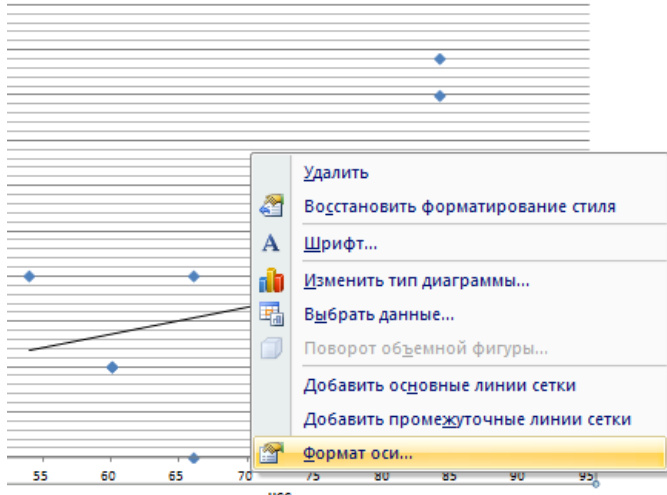 Удалить
Восстановить форматирование стиля
A Шрифт...
Изменить тип диаграммы...
Выбрать данные...
Поворот объемной фигуры...
Добавить основные линии сетки
Добавить промежуточные линии сетки
Формат оси...
55 60 65 70 75 80 85 90 95